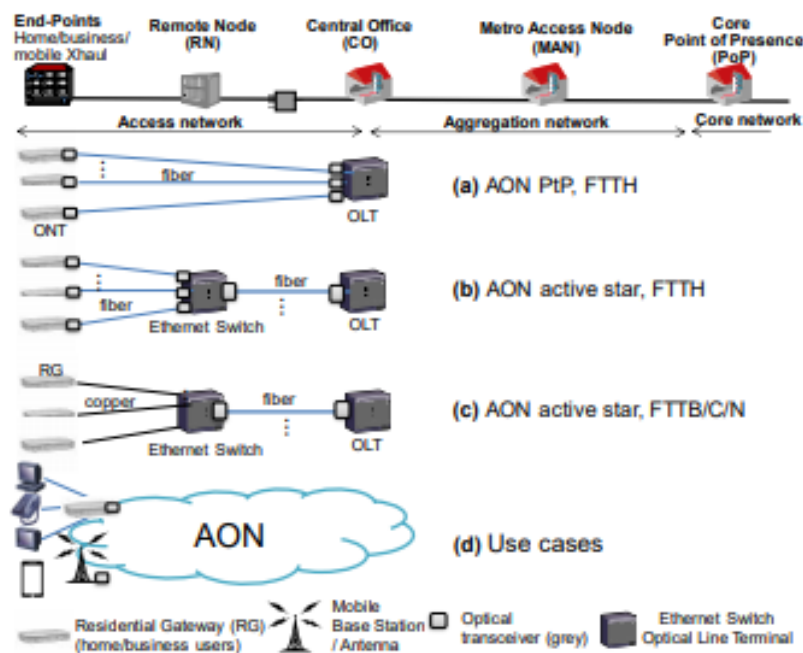 End-Points
Home/business/
mobile Xhaul
Remote Node
(RN)
Central Office
(CO)
Metro Access Node
(MAN)
Core
Point of Presence
(PoP)
Access network
Aggregation network
Core network
fiber
ONT
OLT
(a) AON PtP, FTTH
fiber
fiber
Ethernet Switch
OLT
(b) AON active star, FTTH
RG
copper
fiber
Ethernet Switch
OLT
(c) AON active star, FTTB/C/N
AON
(d) Use cases
Residential Gateway (RG)
(home/business users)
Mobile
Base Station
/ Antenna
Optical
transceiver (grey)
Ethernet Switch
Optical Line Terminal